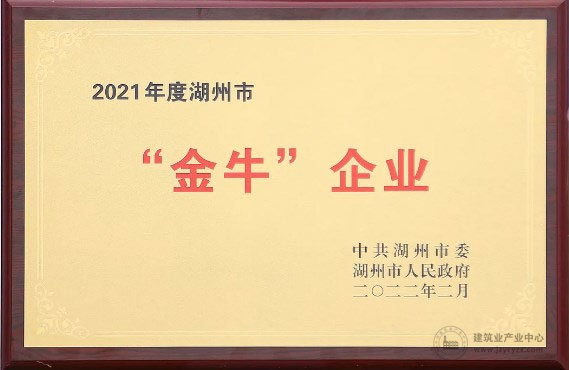 2021年度湖州市
“金牛”企业
中共湖州市委
湖州市人民政府
二〇二二年二月
建筑业产业中心